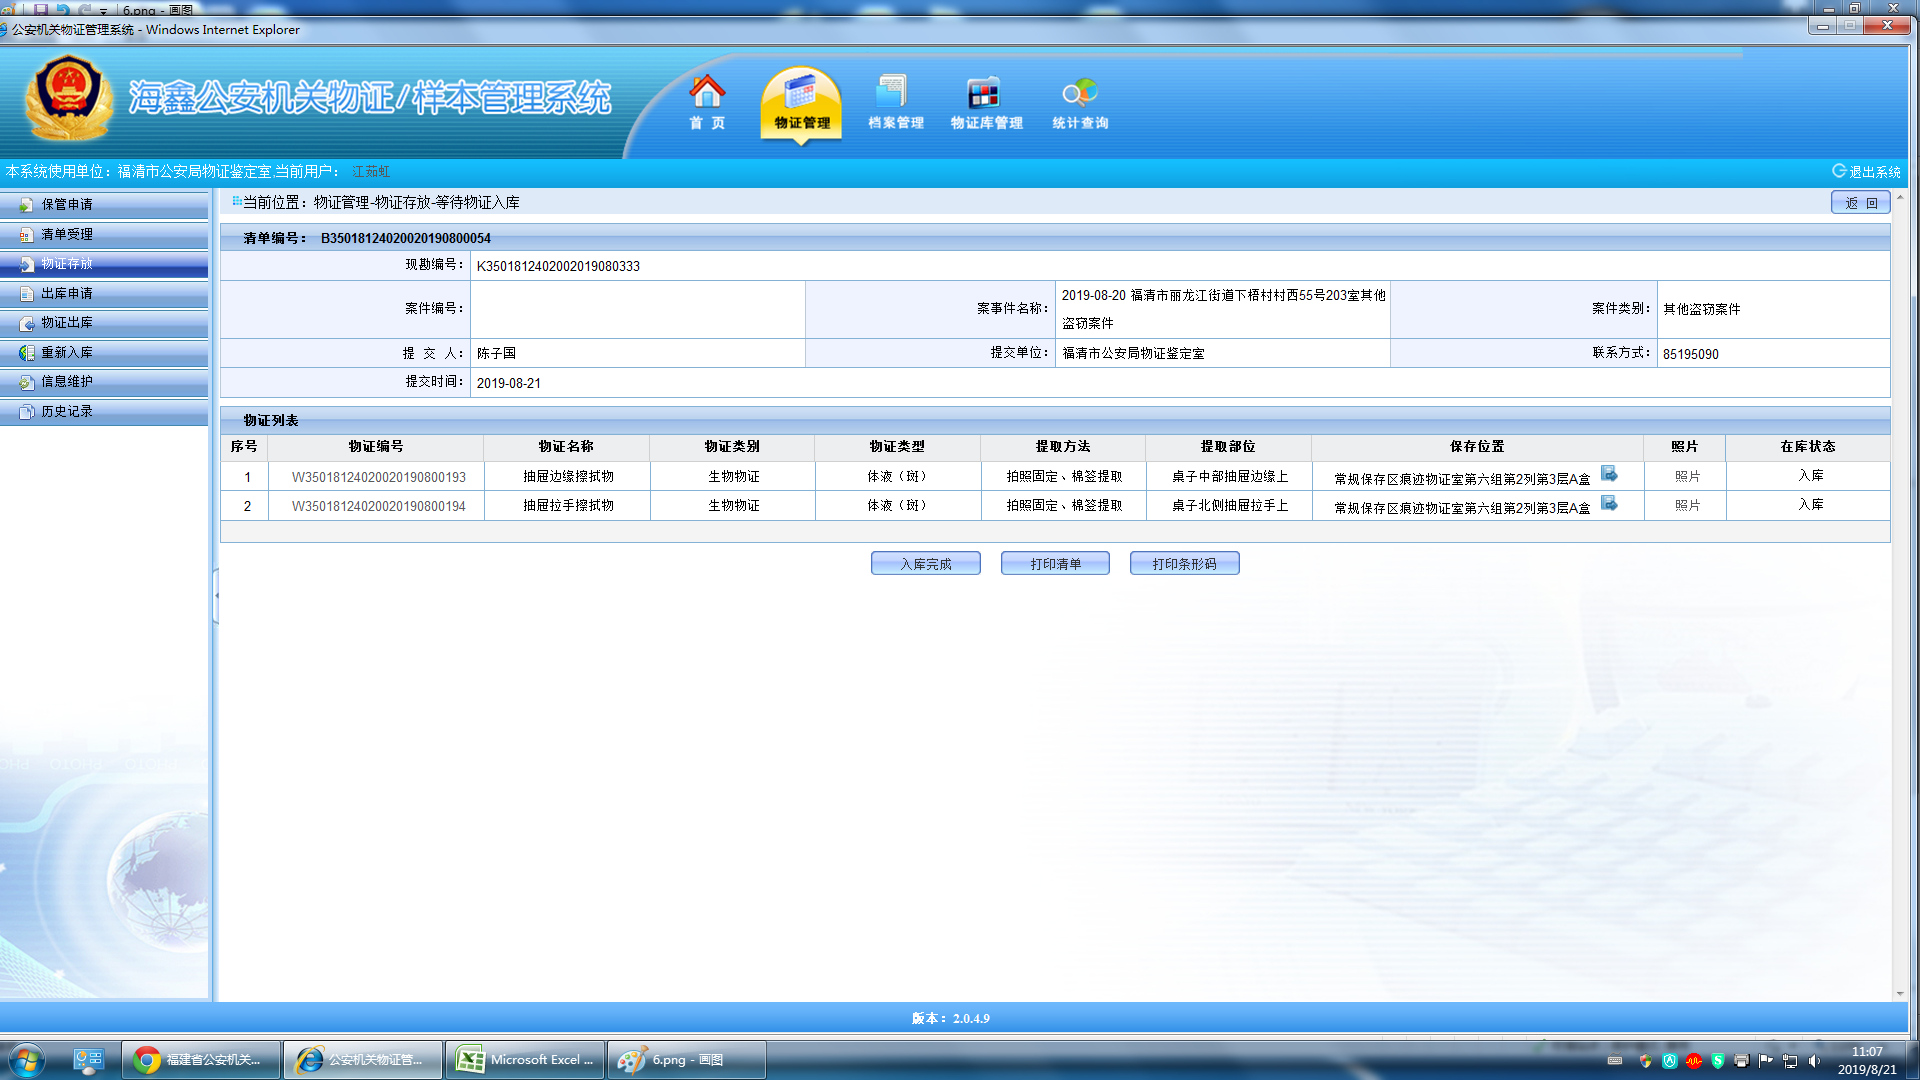 6.png - 画图
公安机关物证管理系统 - Windows Internet Explorer
海鑫公安机关物证/样本管理系统
首 页
物证管理
档案管理
物证库管理
统计查询
本系统使用单位：福清市公安局物证鉴定室,当前用户： 江茹虹
退出系统
保管申请
清单受理
物证存放
出库申请
物证出库
重新入库
信息维护
历史记录
当前位置：物证管理-物证存放-等待物证入库
返 回
清单编号： B35018124020020190800054
现勘编号： K3501812402002019080333
案件编号：
案事件名称： 2019-08-20 福清市丽龙江街道下梧村村西55号203室其他
盗窃案件
案件类别： 其他盗窃案件
提 交 人： 陈子国
提交单位： 福清市公安局物证鉴定室
联系方式： 85195090
提交时间： 2019-08-21
物证列表
序号 物证编号 物证名称 物证类别 物证类型 提取方法 提取部位 保存位置 照片 在库状态
1 W35018124020020190800193 抽屉边缘擦拭物 生物物证 体液（斑） 拍照固定、棉签提取 桌子中部抽屉边缘上 常规保存区痕迹物证室第六组第2列第3层A盒 照片 入库
2 W35018124020020190800194 抽屉拉手擦拭物 生物物证 体液（斑） 拍照固定、棉签提取 桌子北侧抽屉拉手上 常规保存区痕迹物证室第六组第2列第3层A盒 照片 入库
入库完成
打印清单
打印条形码
版本：2.0.4.9
福建省公安机关...
公安机关物证管...
Microsoft Excel ...
6.png - 画图
11:07
2019/8/21